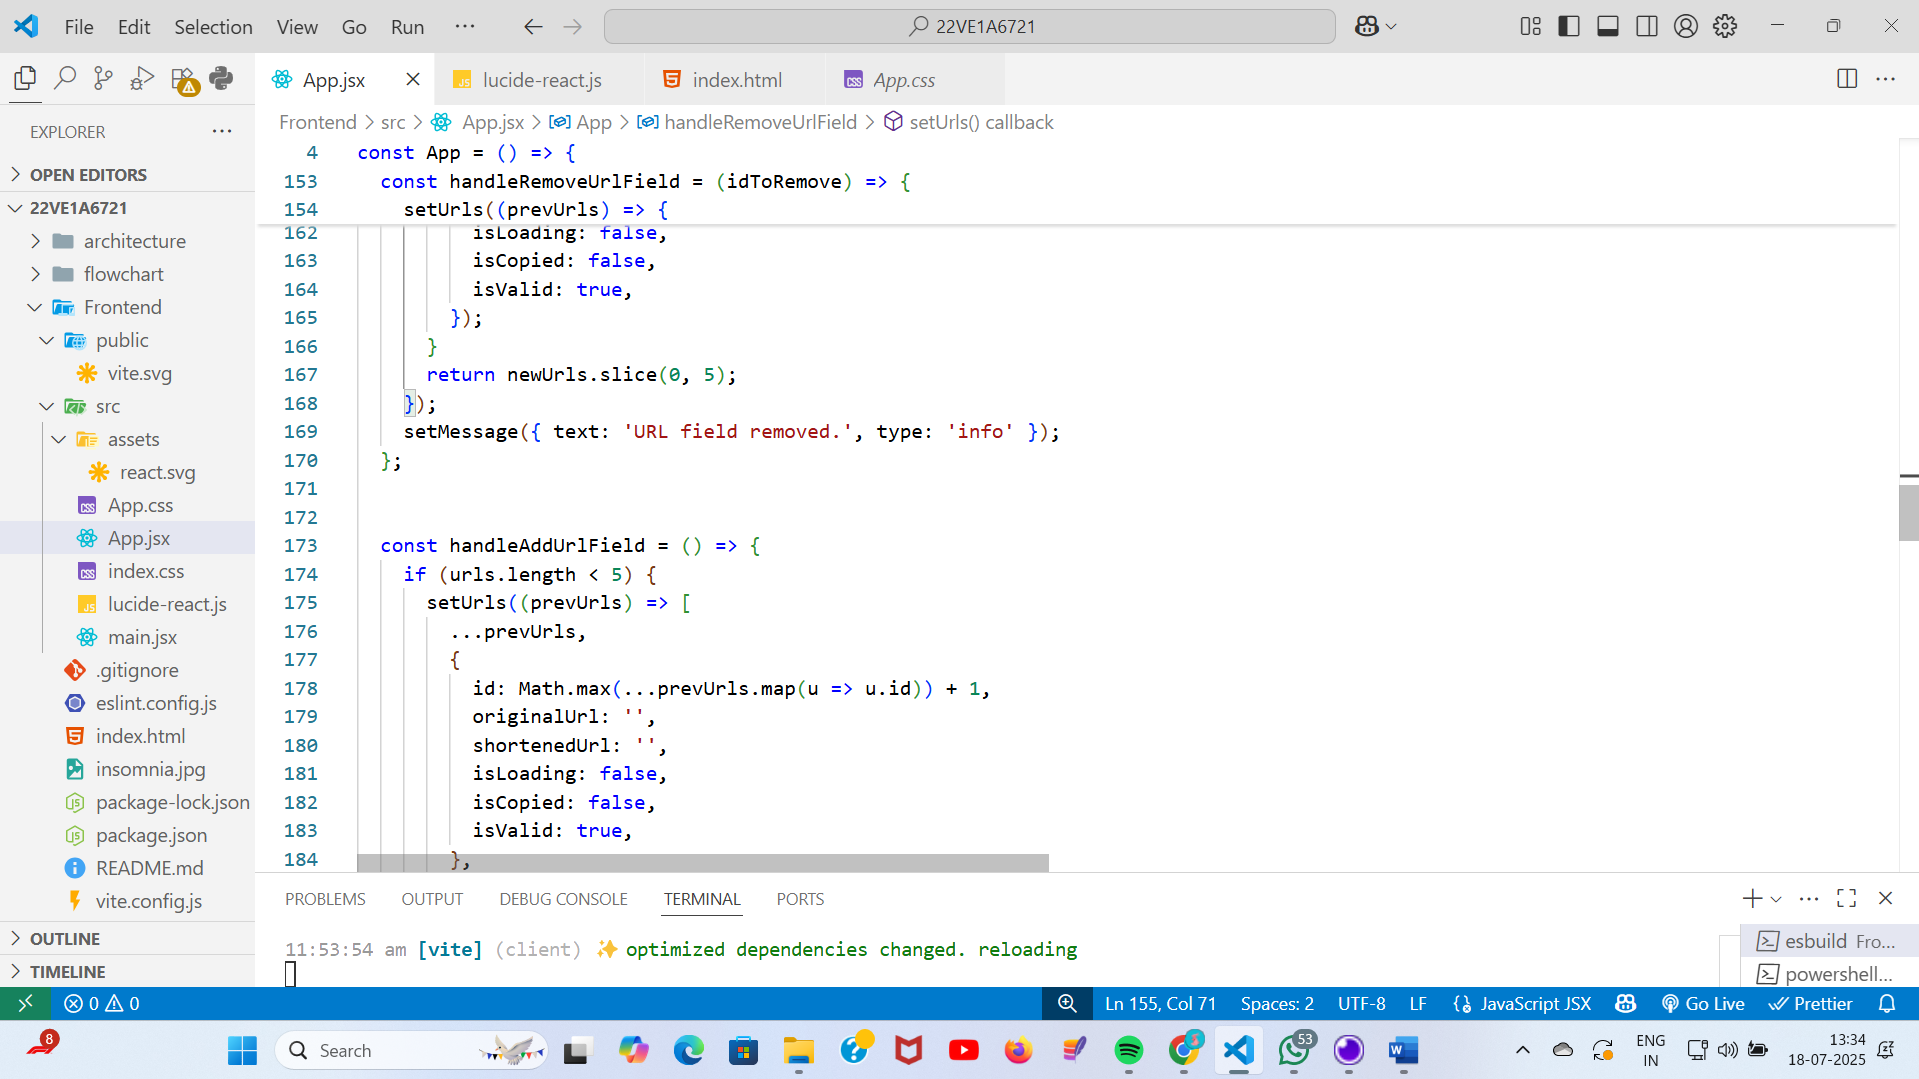 File Edit Selection View Go Run ··· 22VE1A6721
App.jsx lucide-react.js index.html App.css
EXPLORER
OPEN EDITORS
22VE1A6721
architecture
flowchart
Frontend
public
vite.svg
src
assets
react.svg
App.css
App.jsx
index.css
lucide-react.js
main.jsx
.gitignore
eslint.config.js
index.html
insomnia.jpg
package-lock.json
package.json
README.md
vite.config.js
OUTLINE
TIMELINE
Frontend > src > App.jsx > App > handleRemoveUrlField > setUrls() callback
4 const App = () => {
153 const handleRemoveUrlField = (idToRemove) => {
154 setUrls((prevUrls) => {
162 isLoading: false,
163 isCopied: false,
164 isValid: true,
165 });
166 }
167 return newUrls.slice(0, 5);
168 });
169 setMessage({ text: 'URL field removed.', type: 'info' });
170 };
171
172
173 const handleAddUrlField = () => {
174 if (urls.length < 5) {
175 setUrls((prevUrls) => [
176 ...prevUrls,
177 {
178 id: Math.max(...prevUrls.map(u => u.id)) + 1,
179 originalUrl: '',
180 shortenedUrl: '',
181 isLoading: false,
182 isCopied: false,
183 isValid: true,
184 },
PROBLEMS OUTPUT DEBUG CONSOLE TERMINAL PORTS
11:53:54 am [vite] (client) ✨ optimized dependencies changed. reloading
esbuild Fro...
powershell...
0 0 Ln 155, Col 71 Spaces: 2 UTF-8 LF JavaScript JSX Go Live Prettier
8 Search 53 ENG IN 13:34 18-07-2025